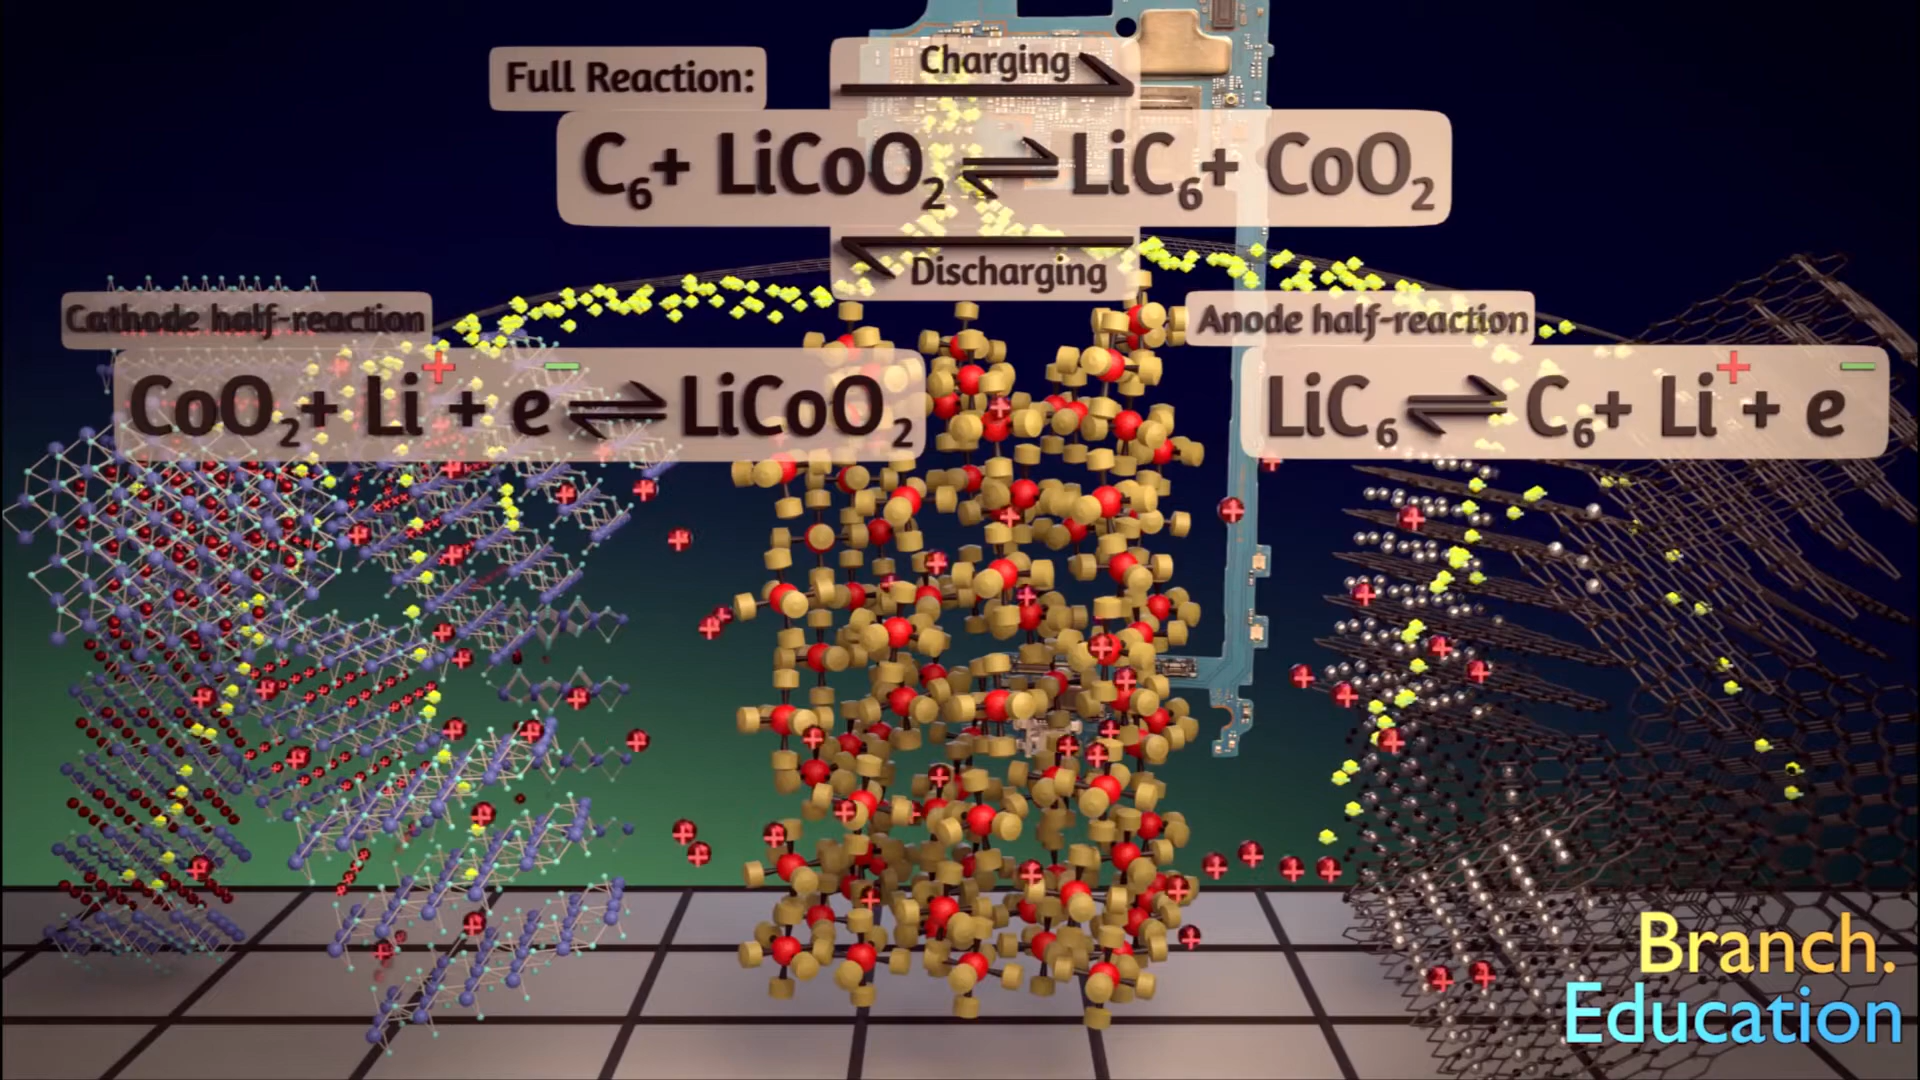 Full Reaction:
Charging
C₆+ LiCoO₂ ⇌ LiC₆+ CoO₂
Discharging
Cathode half-reaction
CoO₂+ Li⁺ + e⁻ ⇌ LiCoO₂
Anode half-reaction
LiC₆ ⇌ C₆+ Li⁺ + e⁻
Branch.
Education